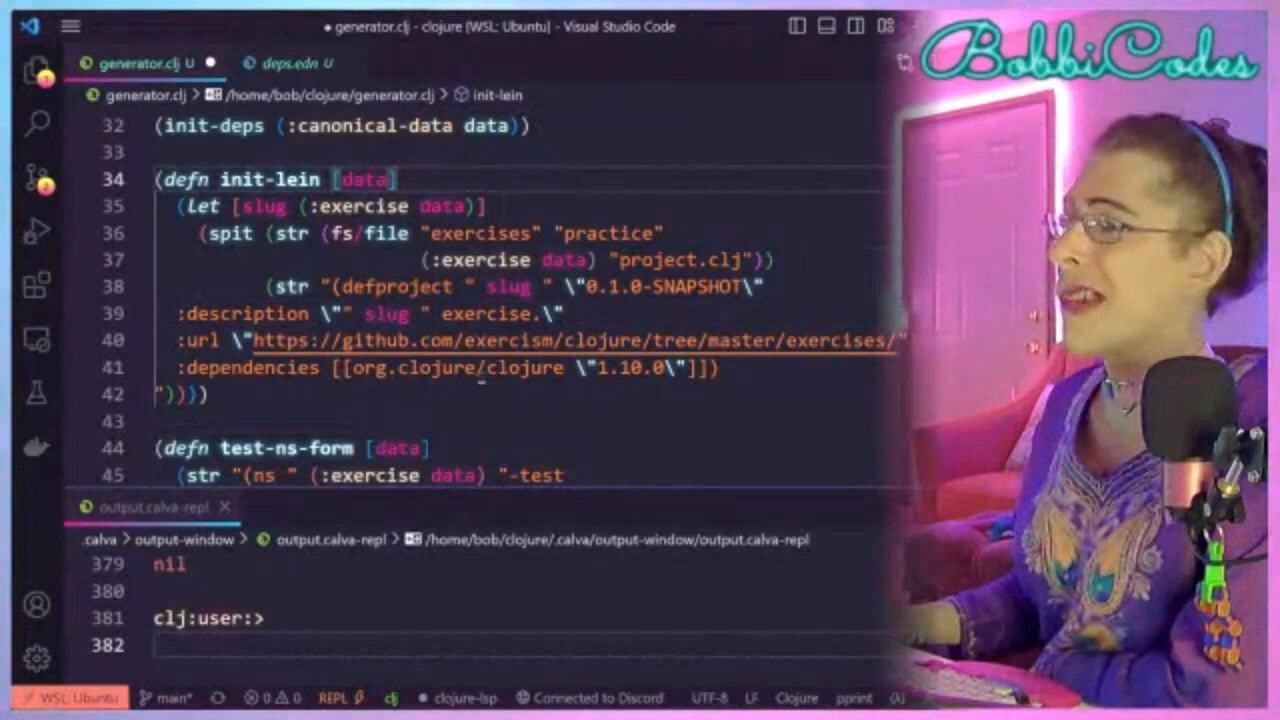 ● generator.clj - clojure [WSL: Ubuntu] - Visual Studio Code
BobbiCodes
generator.clj U ● deps.edn U
generator.clj > /home/bob/clojure/generator.clj > init-lein
32 (init-deps (:canonical-data data))
33
34 (defn init-lein [data]
35 (let [slug (:exercise data)]
36 (spit (str (fs/file "exercises" "practice"
37 (:exercise data) "project.clj"))
38 (str "(defproject " slug " \"0.1.0-SNAPSHOT\"
39 :description \"" slug " exercise.\"
40 :url \"https://github.com/exercism/clojure/tree/master/exercises/"
41 :dependencies [[org.clojure/clojure \"1.10.0\"]])
42 "))))
43
44 (defn test-ns-form [data]
45 (str "(ns " (:exercise data) "-test
output.calva-repl
.calva > output-window > output.calva-repl > /home/bob/clojure/.calva/output-window/output.calva-repl
379 nil
380
381 clj:user:>
382
WSL: Ubuntu main* 0 0 REPL clj clojure-lsp Connected to Discord UTF-8 LF Clojure pprint